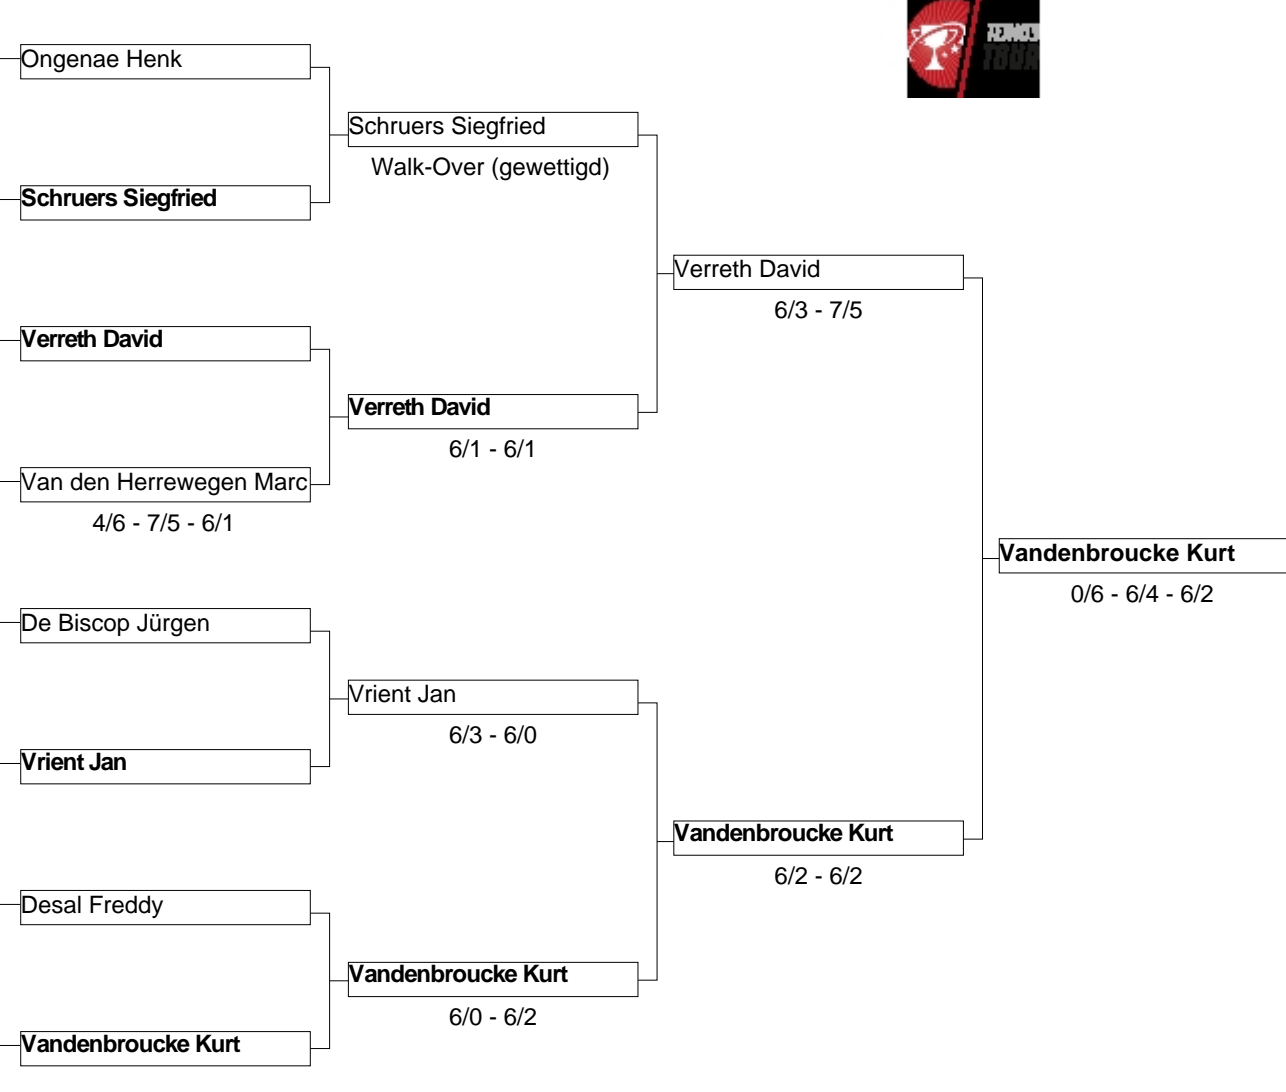 Ongenae Henk
Schruers Siegfried
Walk-Over (gewettigd)
Schruers Siegfried
Verreth David
6/3 - 7/5
Verreth David
Verreth David
6/1 - 6/1
Van den Herrewegen Marc
4/6 - 7/5 - 6/1
Vandenbroucke Kurt
0/6 - 6/4 - 6/2
De Biscop Jürgen
Vrient Jan
6/3 - 6/0
Vrient Jan
Vandenbroucke Kurt
6/2 - 6/2
Desal Freddy
Vandenbroucke Kurt
6/0 - 6/2
Vandenbroucke Kurt